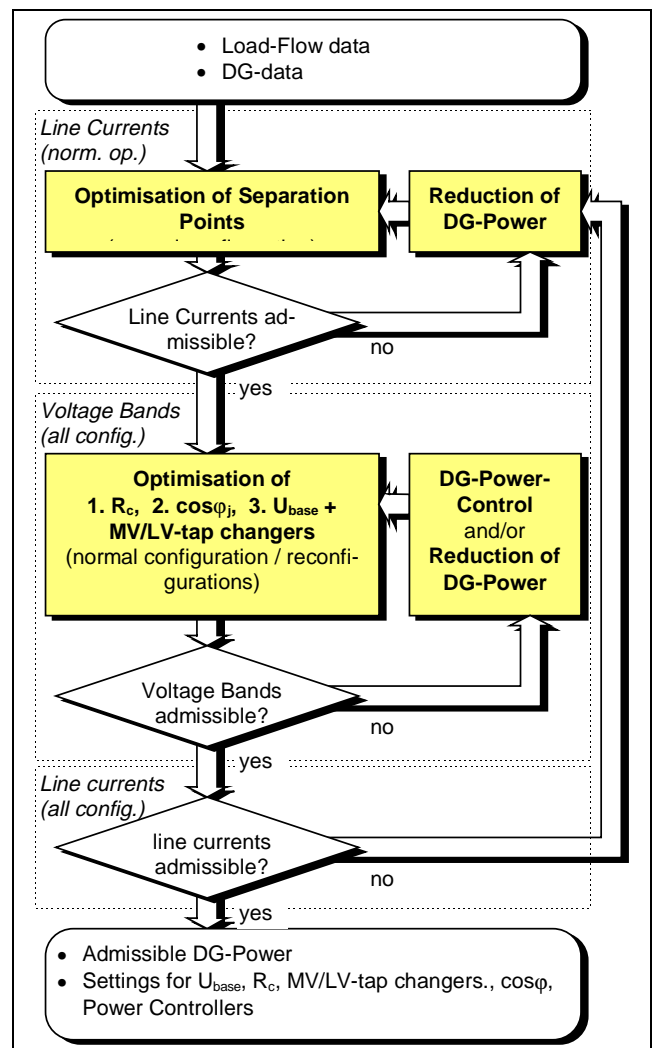 • Load-Flow data
• DG-data
Line Currents
(norm. op.)
Optimisation of Separation
Points
Reduction of
DG-Power
Line Currents ad-
missible?
no
yes
Voltage Bands
(all config.)
Optimisation of
1. Rc, 2. cosφj, 3. Ubase +
MV/LV-tap changers
(normal configuration / reconfi-
gurations)
DG-Power-
Control
and/or
Reduction of
DG-Power
Voltage Bands
admissible?
no
yes
Line currents
(all config.)
line currents
admissible?
no
yes
• Admissible DG-Power
• Settings for Ubase, Rc, MV/LV-tap changers., cosφ,
Power Controllers